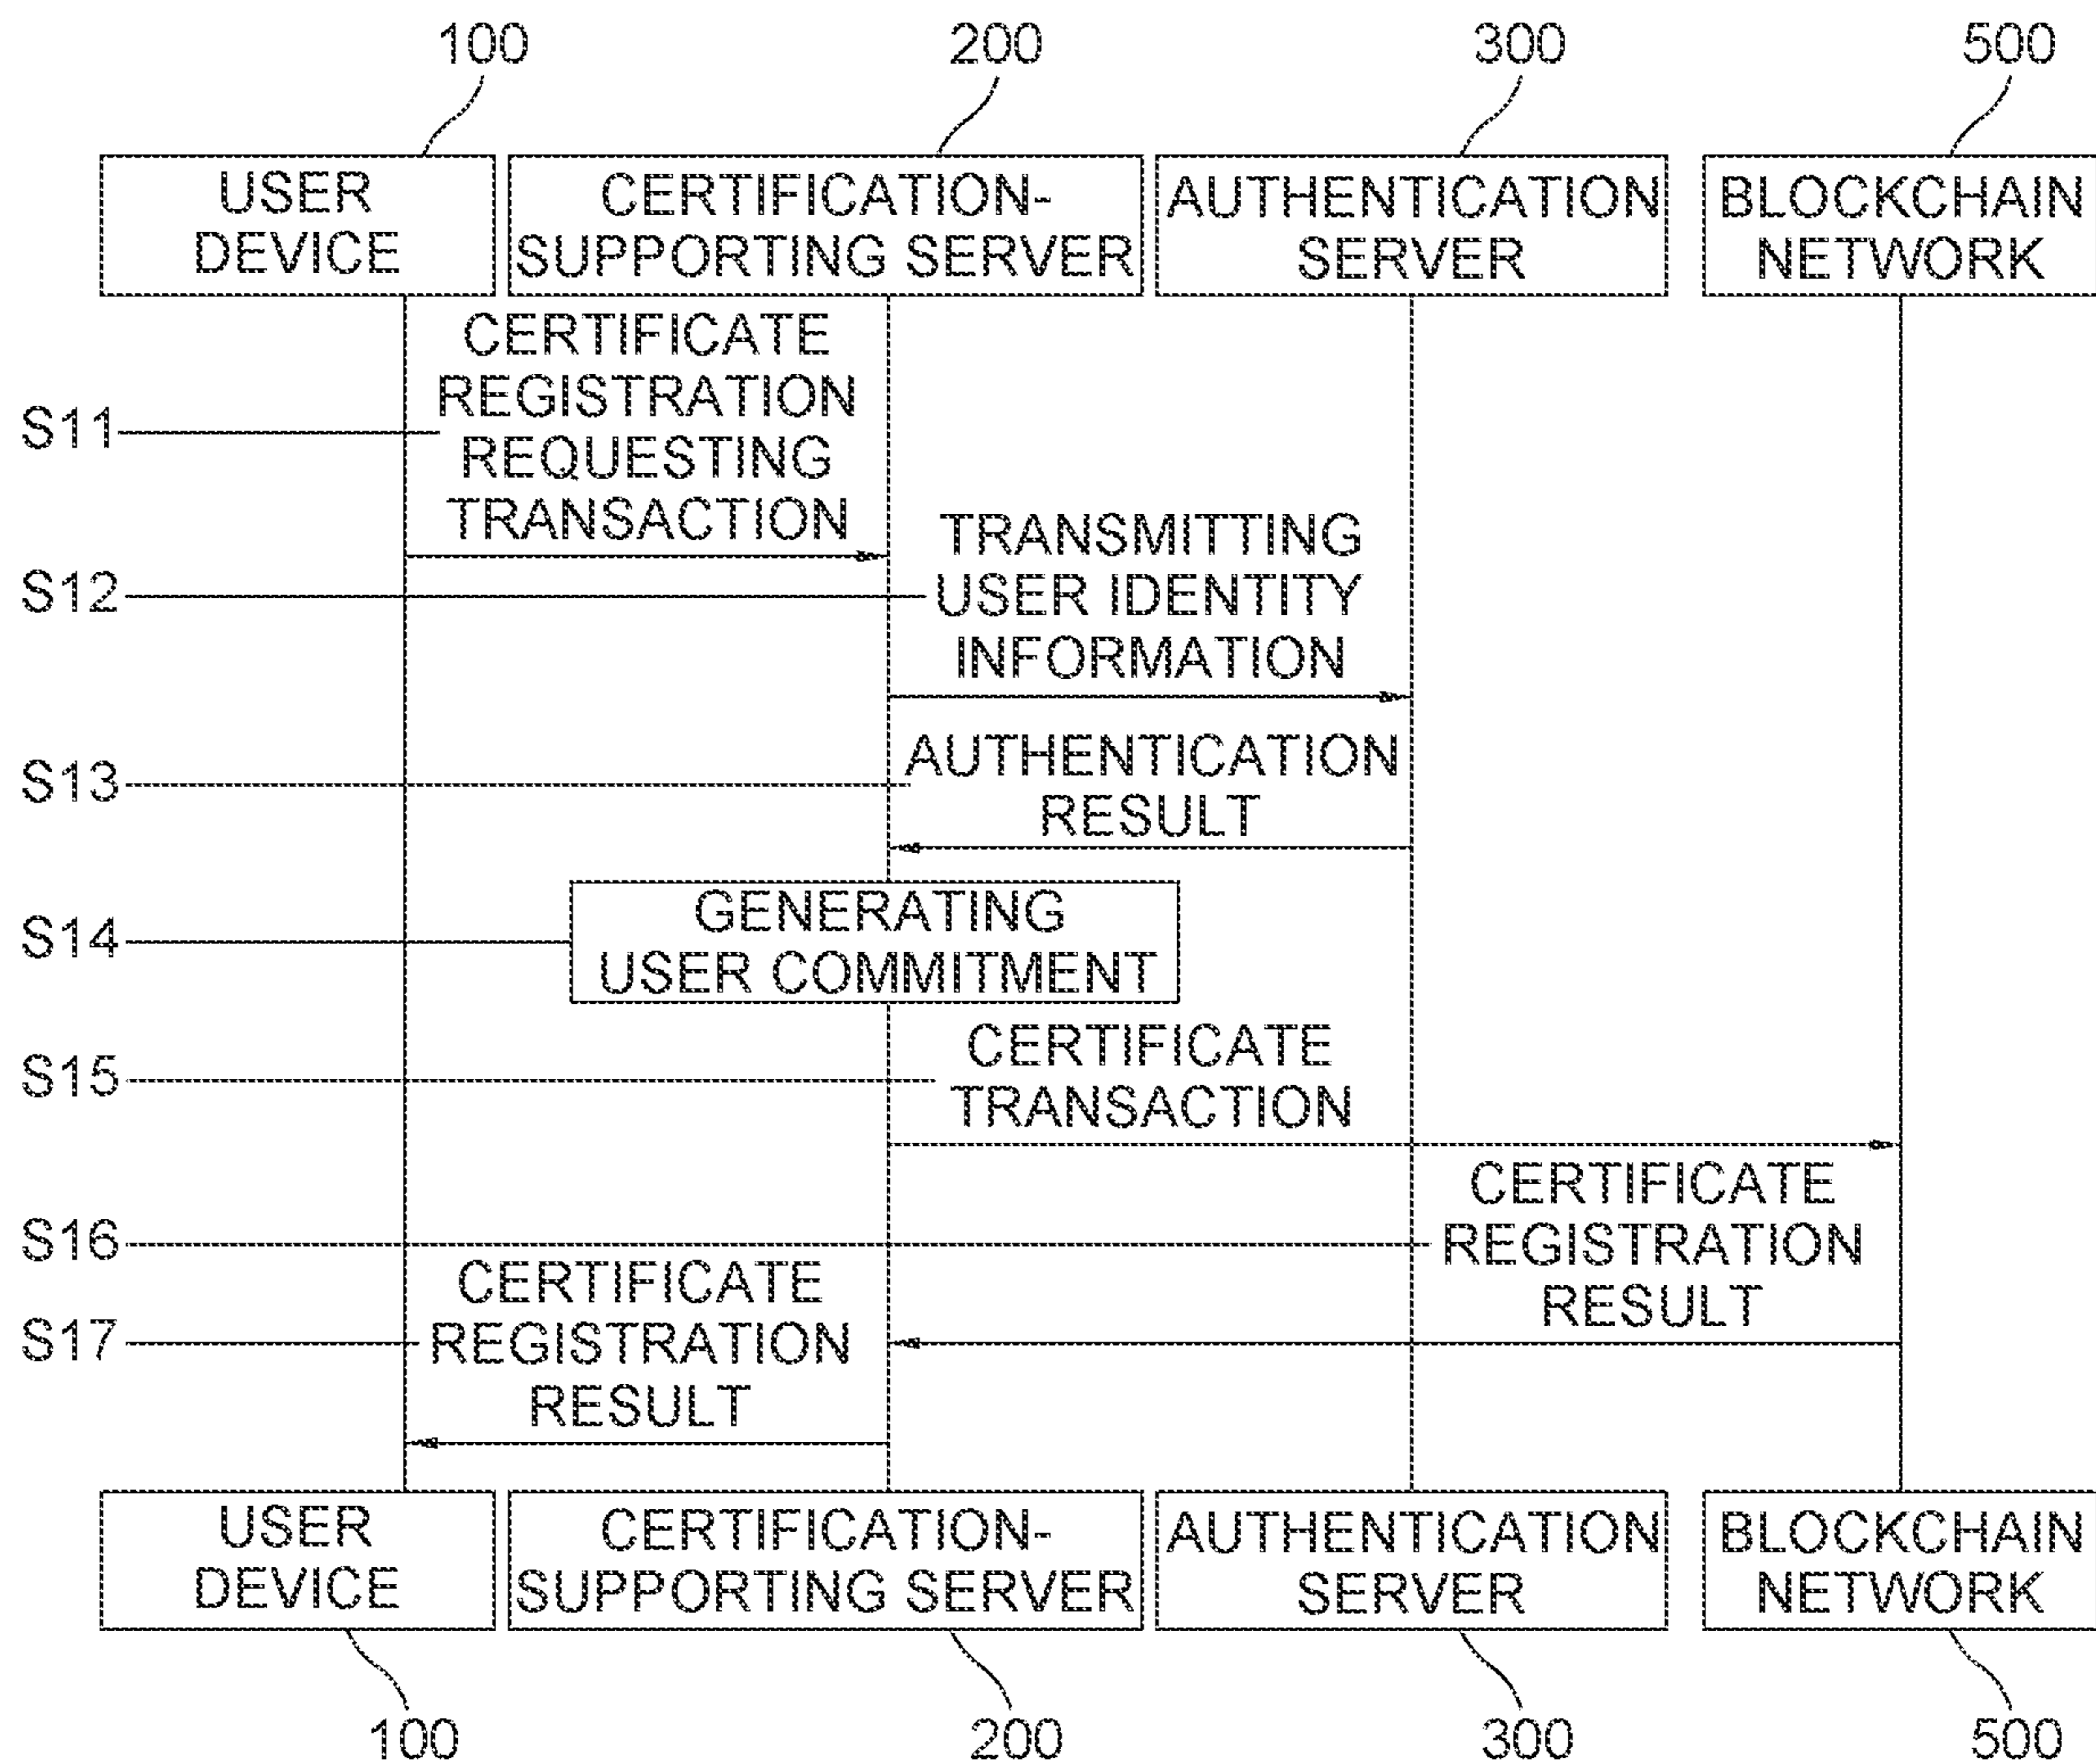 100
200
300
500
USER
DEVICE
CERTIFICATION-
SUPPORTING SERVER
AUTHENTICATION
SERVER
BLOCKCHAIN
NETWORK
S11
CERTIFICATE
REGISTRATION
REQUESTING
TRANSACTION
S12
TRANSMITTING
USER IDENTITY
INFORMATION
S13
AUTHENTICATION
RESULT
S14
GENERATING
USER COMMITMENT
S15
CERTIFICATE
TRANSACTION
S16
CERTIFICATE
REGISTRATION
RESULT
S17
CERTIFICATE
REGISTRATION
RESULT
USER
DEVICE
CERTIFICATION-
SUPPORTING SERVER
AUTHENTICATION
SERVER
BLOCKCHAIN
NETWORK
100
200
300
500